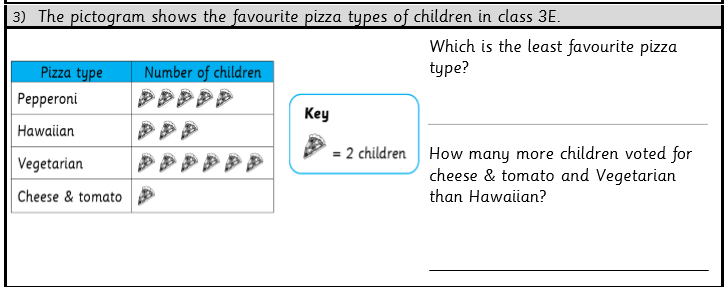 3) The pictogram shows the favourite pizza types of children in class 3E.
Pizza type Number of children
Pepperoni
Hawaiian
Vegetarian
Cheese & tomato
Key
= 2 children
Which is the least favourite pizza
type?
How many more children voted for
cheese & tomato and Vegetarian
than Hawaiian?